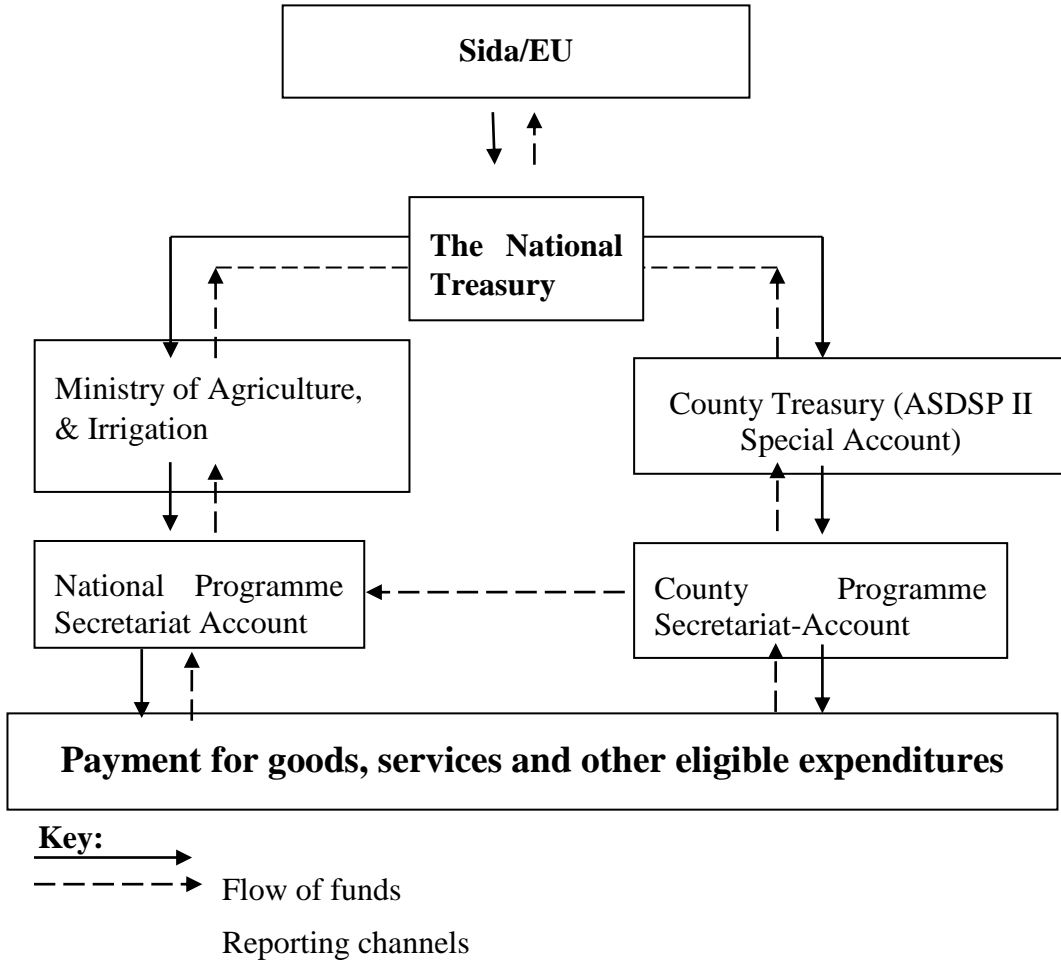 Sida/EU
The National
Treasury
Ministry of Agriculture,
& Irrigation
County Treasury (ASDSP II
Special Account)
National Programme
Secretariat Account
County Programme
Secretariat-Account
Payment for goods, services and other eligible expenditures
Key:
Flow of funds
Reporting channels